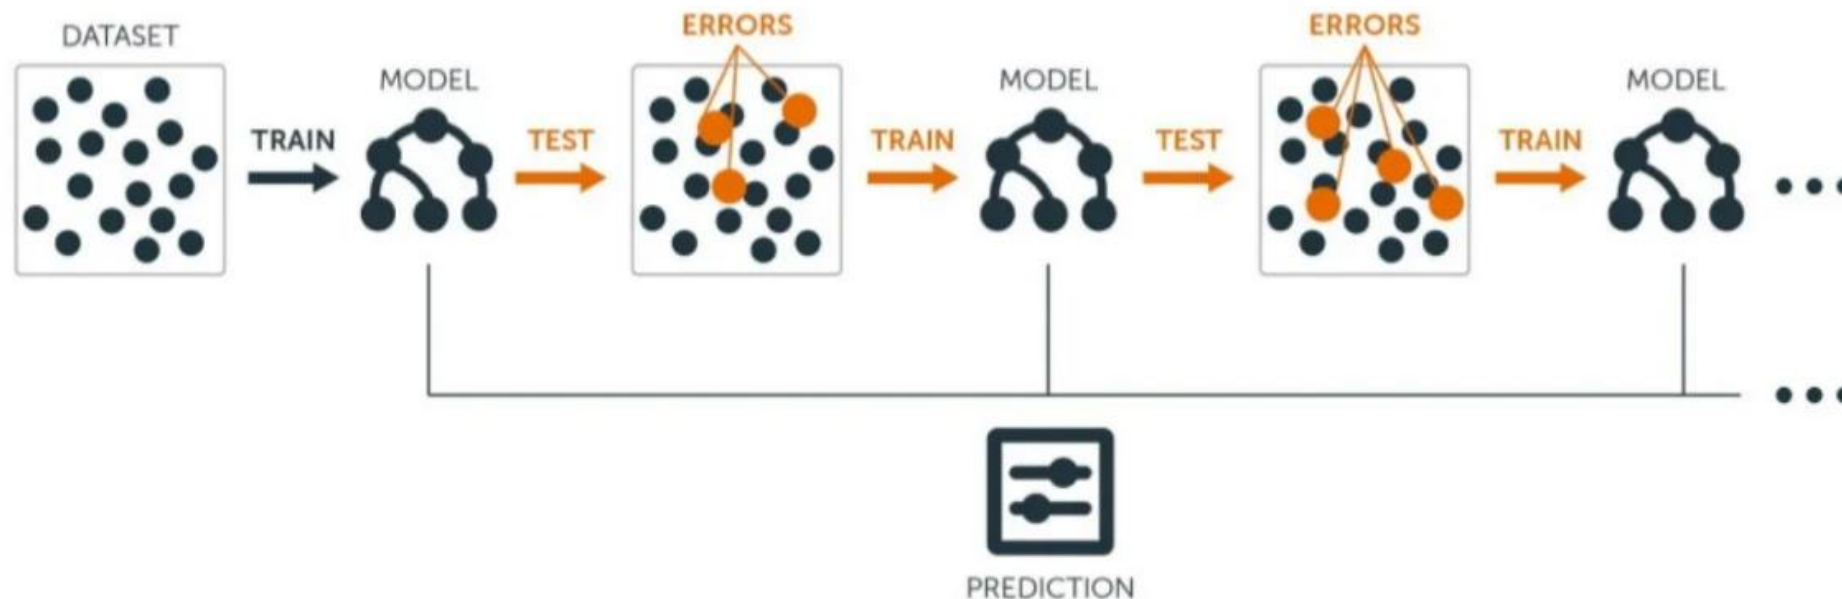 DATASET
TRAIN
MODEL
TEST
ERRORS
TRAIN
MODEL
TEST
ERRORS
TRAIN
MODEL
PREDICTION